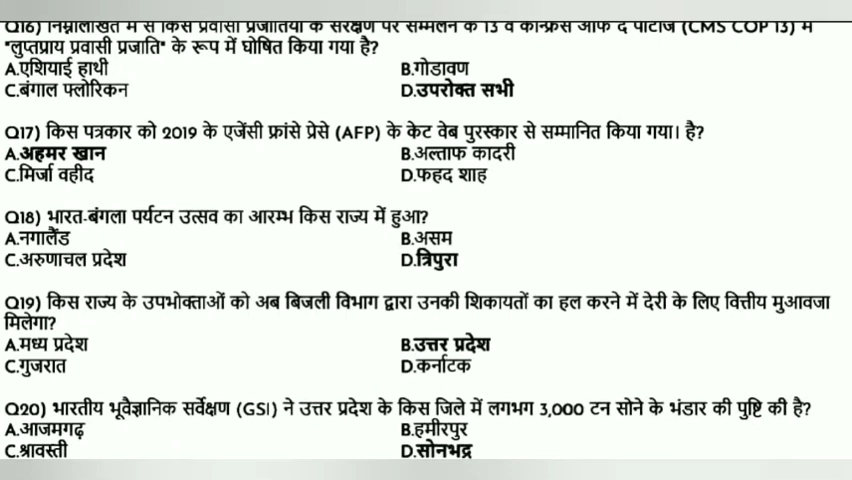 Q16) निम्नलिखित में से किस प्रवासी प्रजातियों के संरक्षण पर सम्मेलन के 13 वें कॉन्फ्रेंस ऑफ द पार्टीज (CMS COP 13) में
"लुप्तप्राय प्रवासी प्रजाति" के रूप में घोषित किया गया है?
A.एशियाई हाथी B.गोडावण
C.बंगाल फ्लोरिकन D.उपरोक्त सभी
Q17) किस पत्रकार को 2019 के एजेंसी फ्रांसे प्रेसे (AFP) के केट वेब पुरस्कार से सम्मानित किया गया। है?
A.अहमर खान B.अल्ताफ कादरी
C.मिर्जा वहीद D.फहद शाह
Q18) भारत-बंगला पर्यटन उत्सव का आरम्भ किस राज्य में हुआ?
A.नगालैंड B.असम
C.अरुणाचल प्रदेश D.त्रिपुरा
Q19) किस राज्य के उपभोक्ताओं को अब बिजली विभाग द्वारा उनकी शिकायतों का हल करने में देरी के लिए वित्तीय मुआवजा
मिलेगा?
A.मध्य प्रदेश B.उत्तर प्रदेश
C.गुजरात D.कर्नाटक
Q20) भारतीय भूवैज्ञानिक सर्वेक्षण (GSI) ने उत्तर प्रदेश के किस जिले में लगभग 3,000 टन सोने के भंडार की पुष्टि की है?
A.आजमगढ़ B.हमीरपुर
C.श्रावस्ती D.सोनभद्र